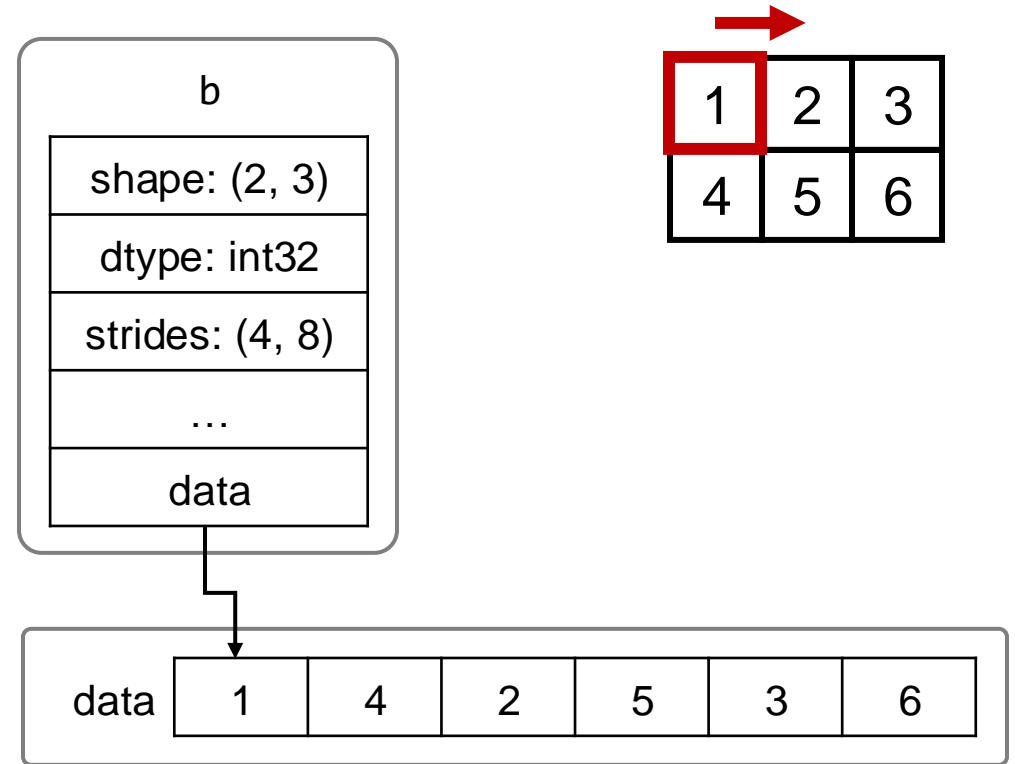 b
shape: (2, 3)
dtype: int32
strides: (4, 8)
…
data
1 2 3
4 5 6
data 1 4 2 5 3 6